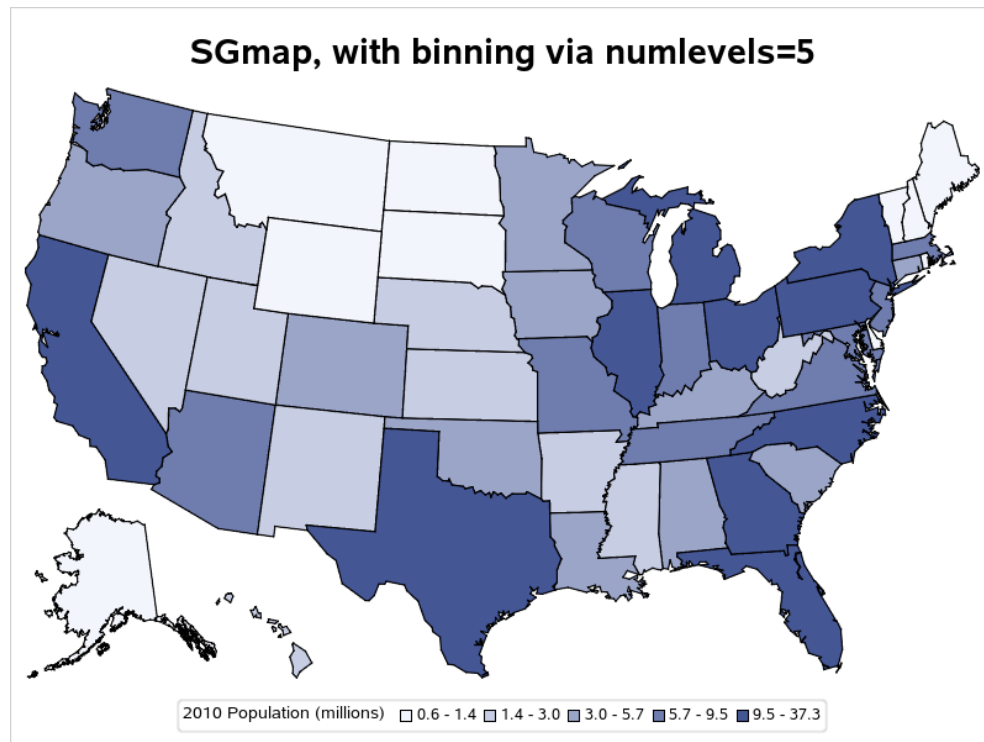 SGmap, with binning via numlevels=5
2010 Population (millions) 0.6 - 1.4 1.4 - 3.0 3.0 - 5.7 5.7 - 9.5 9.5 - 37.3